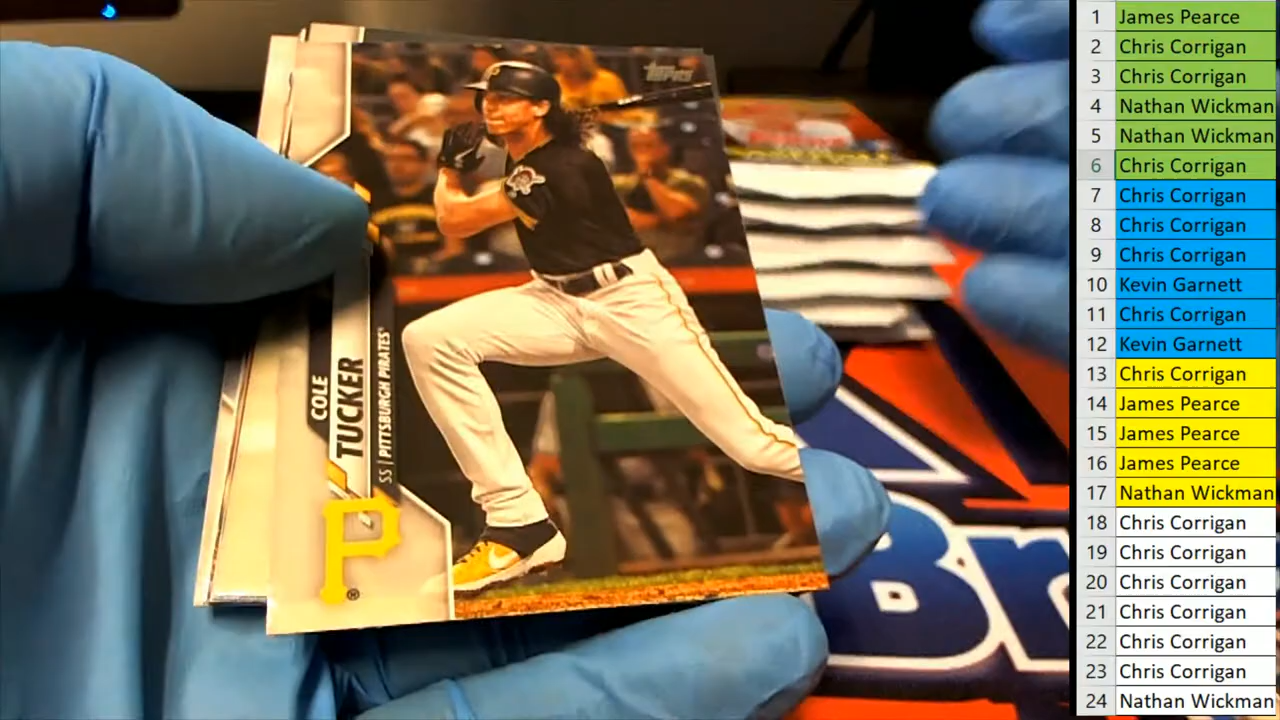 Topps
COLE
TUCKER
SS | PITTSBURGH PIRATES
P
®
Br
1 James Pearce
2 Chris Corrigan
3 Chris Corrigan
4 Nathan Wickman
5 Nathan Wickman
6 Chris Corrigan
7 Chris Corrigan
8 Chris Corrigan
9 Chris Corrigan
10 Kevin Garnett
11 Chris Corrigan
12 Kevin Garnett
13 Chris Corrigan
14 James Pearce
15 James Pearce
16 James Pearce
17 Nathan Wickman
18 Chris Corrigan
19 Chris Corrigan
20 Chris Corrigan
21 Chris Corrigan
22 Chris Corrigan
23 Chris Corrigan
24 Nathan Wickman